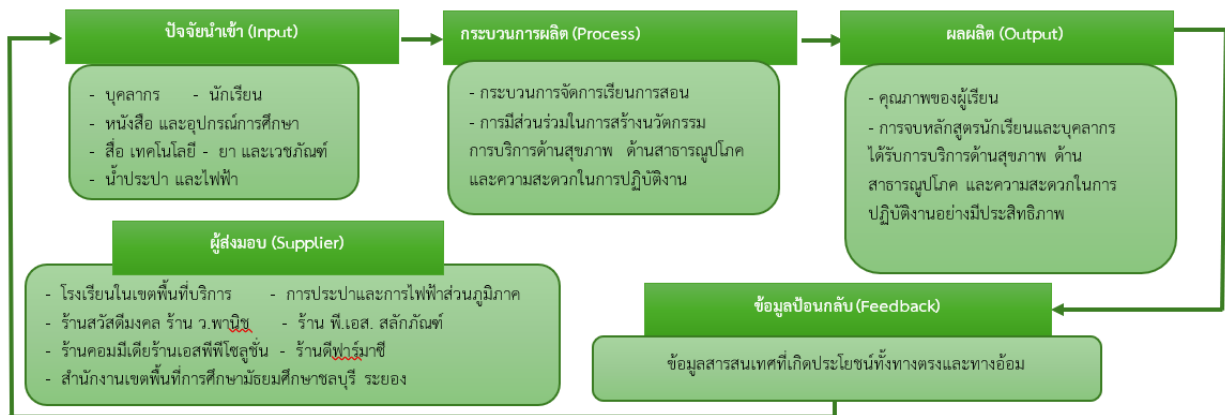 ปัจจัยนำเข้า (Input)
- บุคลากร - นักเรียน
- หนังสือ และอุปกรณ์การศึกษา
- สื่อ เทคโนโลยี - ยา และเวชภัณฑ์
- น้ำประปา และไฟฟ้า
กระบวนการผลิต (Process)
- กระบวนการจัดการเรียนการสอน
- การมีส่วนร่วมในการสร้างนวัตกรรม
การบริการด้านสุขภาพ ด้านสาธารณูปโภค
และความสะดวกในการปฏิบัติงาน
ผลผลิต (Output)
- คุณภาพของผู้เรียน
- การจบหลักสูตรนักเรียนและบุคลากร
ได้รับการบริการด้านสุขภาพ ด้าน
สาธารณูปโภค และความสะดวกในการ
ปฏิบัติงานอย่างมีประสิทธิภาพ
ผู้ส่งมอบ (Supplier)
- โรงเรียนในเขตพื้นที่บริการ - การประปาและการไฟฟ้าส่วนภูมิภาค
- ร้านสวัสดีมงคล ร้าน ว.พานิช - ร้าน พี.เอส. สลักภัณฑ์
- ร้านคอมมีเดียร้านเอสพีพีโซลูชั่น - ร้านดีฟาร์มาซี
- สำนักงานเขตพื้นที่การศึกษามัธยมศึกษาชลบุรี ระยอง
ข้อมูลป้อนกลับ (Feedback)
ข้อมูลสารสนเทศที่เกิดประโยชน์ทั้งทางตรงและทางอ้อม